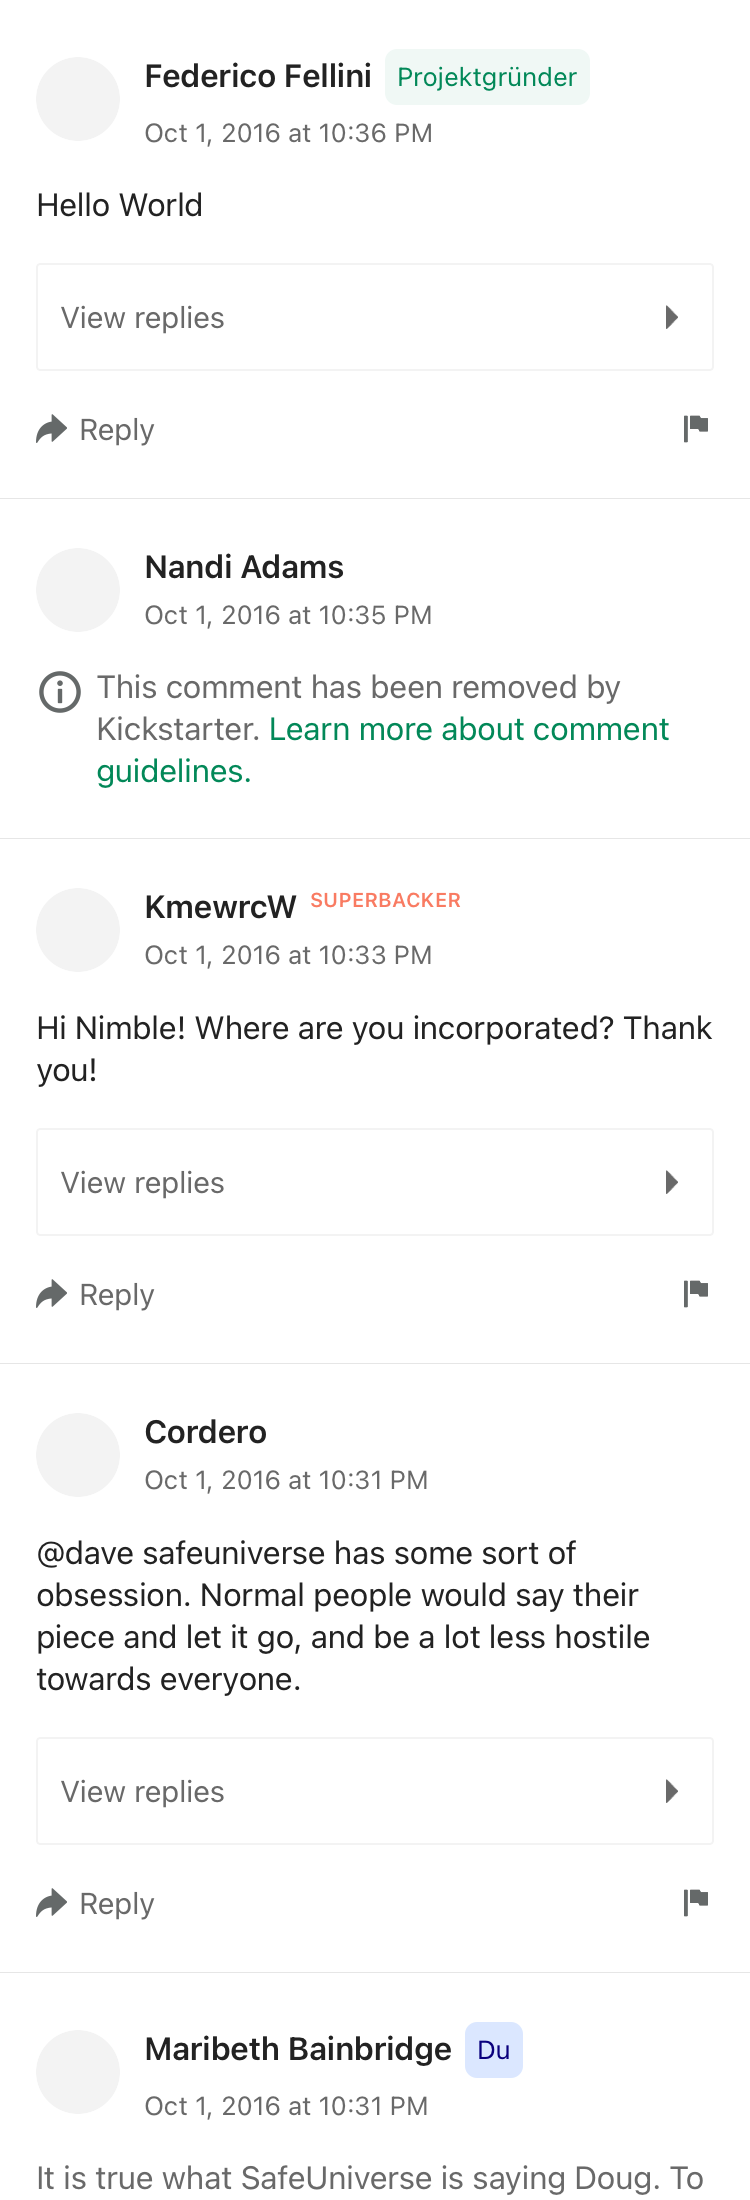 Federico Fellini Projektgründer
Oct 1, 2016 at 10:36 PM
Hello World
View replies
Reply
Nandi Adams
Oct 1, 2016 at 10:35 PM
This comment has been removed by
Kickstarter. Learn more about comment
guidelines.
KmewrcW SUPERBACKER
Oct 1, 2016 at 10:33 PM
Hi Nimble! Where are you incorporated? Thank
you!
View replies
Reply
Cordero
Oct 1, 2016 at 10:31 PM
@dave safeuniverse has some sort of
obsession. Normal people would say their
piece and let it go, and be a lot less hostile
towards everyone.
View replies
Reply
Maribeth Bainbridge Du
Oct 1, 2016 at 10:31 PM
It is true what SafeUniverse is saying Doug. To